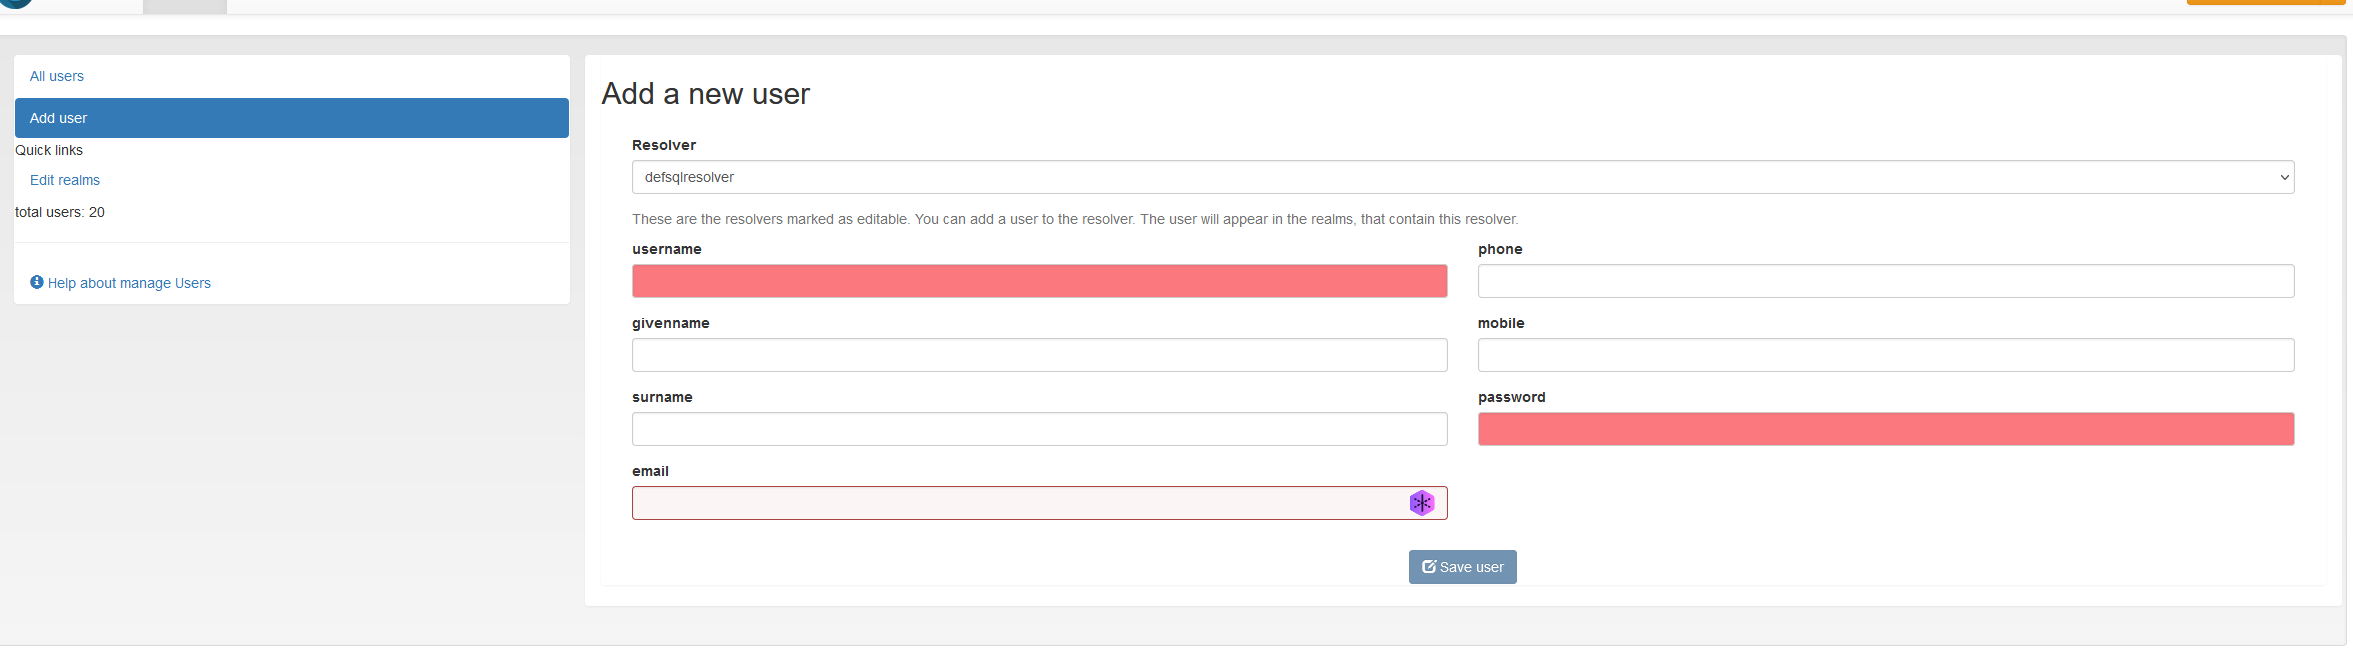 All users
Add user
Quick links
Edit realms
total users: 20
Help about manage Users
Add a new user
Resolver
defsqlresolver
These are the resolvers marked as editable. You can add a user to the resolver. The user will appear in the realms, that contain this resolver.
username
phone
givenname
mobile
surname
password
email
Save user